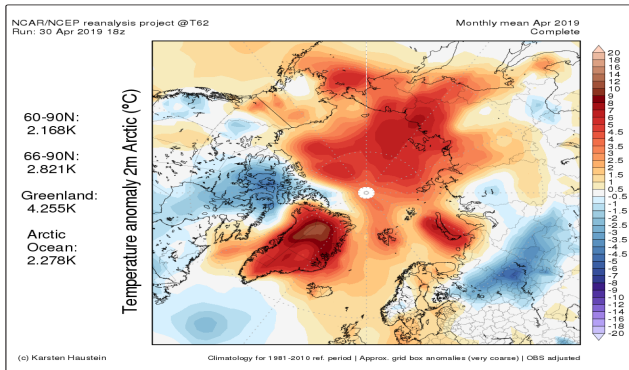 NCAR/NCEP reanalysis project @T62
Run: 30 Apr 2019 18z
Monthly mean Apr 2019
Complete
60-90N:
2.168K
66-90N:
2.821K
Greenland:
4.255K
Arctic
Ocean:
2.278K
Temperature anomaly 2m Arctic (ºC)
20
18
16
14
12
10
9
8
7
6
5
4.5
4
3.5
3
2.5
2
1.5
1
0.5
-0.5
-1
-1.5
-2
-2.5
-3
-3.5
-4
-4.5
-5
-6
-7
-8
-9
-10
-12
-14
-16
-18
-20
(c) Karsten Haustein
Climatology for 1981-2010 ref. period | Approx. grid box anomalies (very coarse) | OBS adjusted